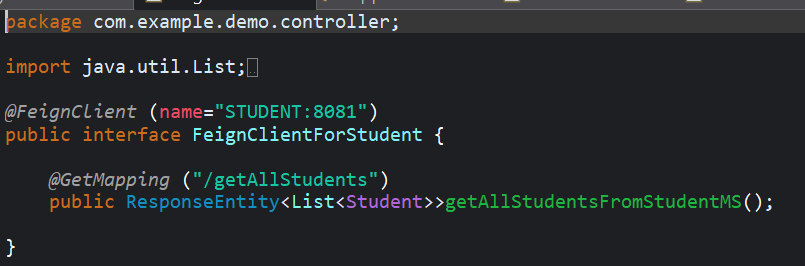 package com.example.demo.controller;
import java.util.List;
@FeignClient (name="STUDENT:8081")
public interface FeignClientForStudent {
@GetMapping ("/getAllStudents")
public ResponseEntity<List<Student>>getAllStudentsFromStudentMS();
}